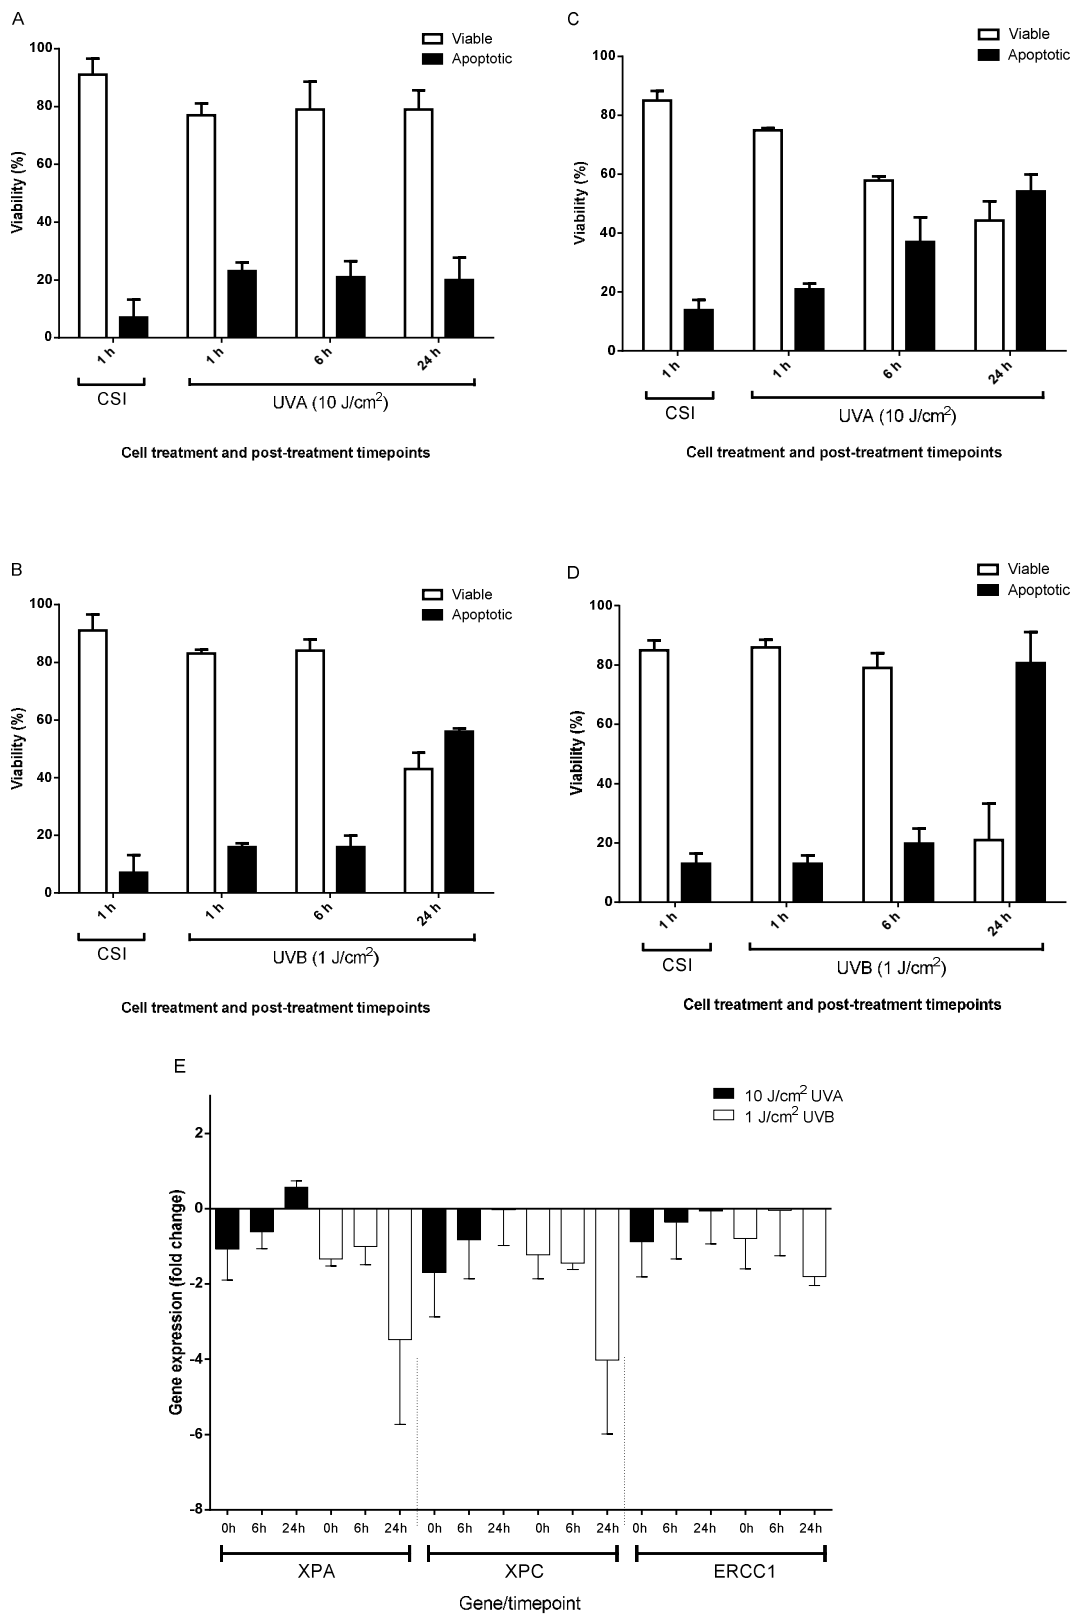 A
Viable
Apoptotic
100
80
60
40
20
0
Viability (%)
1 h
1 h
6 h
24 h
CSI
UVA (10 J/cm²)
Cell treatment and post-treatment timepoints
C
Viable
Apoptotic
100
80
60
40
20
0
Viability (%)
1 h
1 h
6 h
24 h
CSI
UVA (10 J/cm²)
Cell treatment and post-treatment timepoints
B
Viable
Apoptotic
100
80
60
40
20
0
Viability (%)
1 h
1 h
6 h
24 h
CSI
UVB (1 J/cm²)
Cell treatment and post-treatment timepoints
D
Viable
Apoptotic
100
80
60
40
20
0
Viability (%)
1 h
1 h
6 h
24 h
CSI
UVB (1 J/cm²)
Cell treatment and post-treatment timepoints
E
10 J/cm² UVA
1 J/cm² UVB
2
0
-2
-4
-6
-8
Gene expression (fold change)
0h 6h 24h 0h 6h 24h 0h 6h 24h 0h 6h 24h 0h 6h 24h 0h 6h 24h
XPA XPC ERCC1
Gene/timepoint